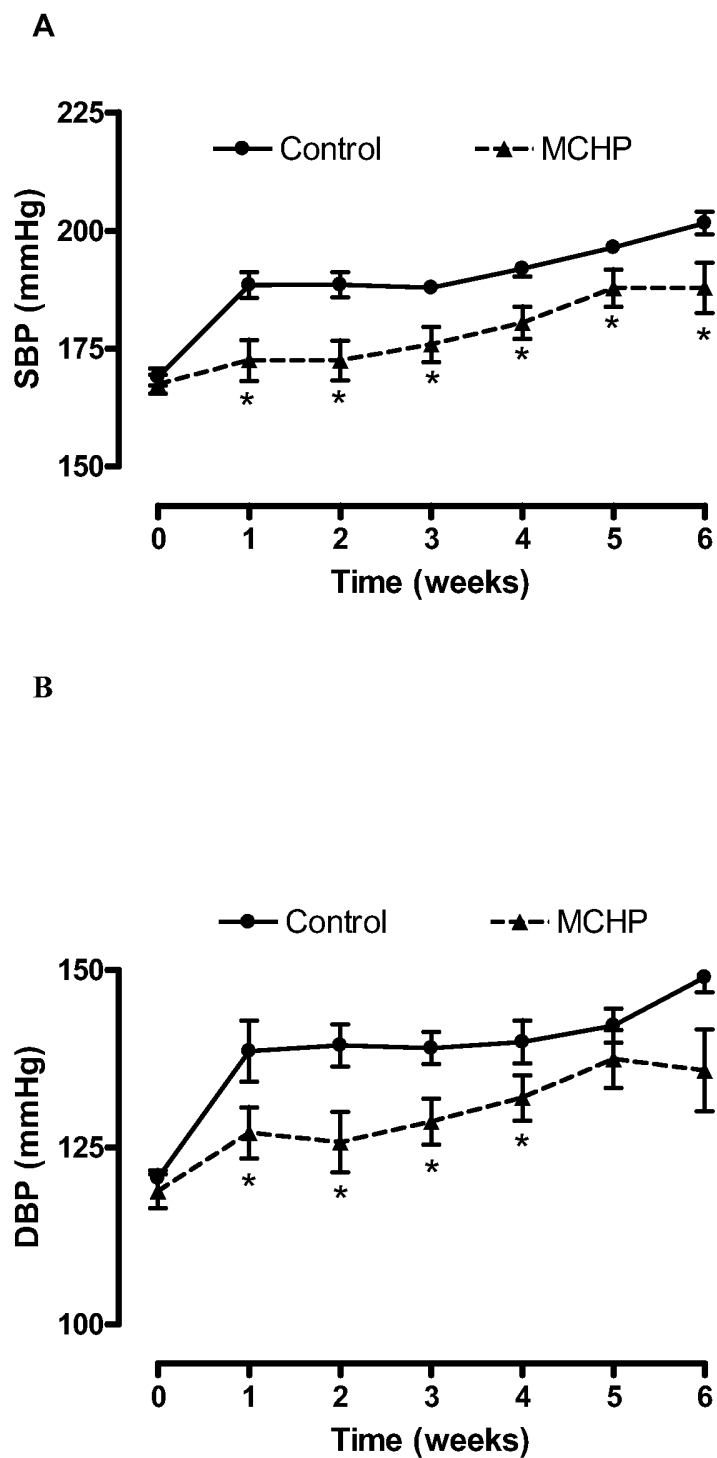 A
225
Control MCHP
200
SBP (mmHg)
175
* * * * * *
150
0 1 2 3 4 5 6
Time (weeks)
B
Control MCHP
150
DBP (mmHg)
125
* * * *
100
0 1 2 3 4 5 6
Time (weeks)